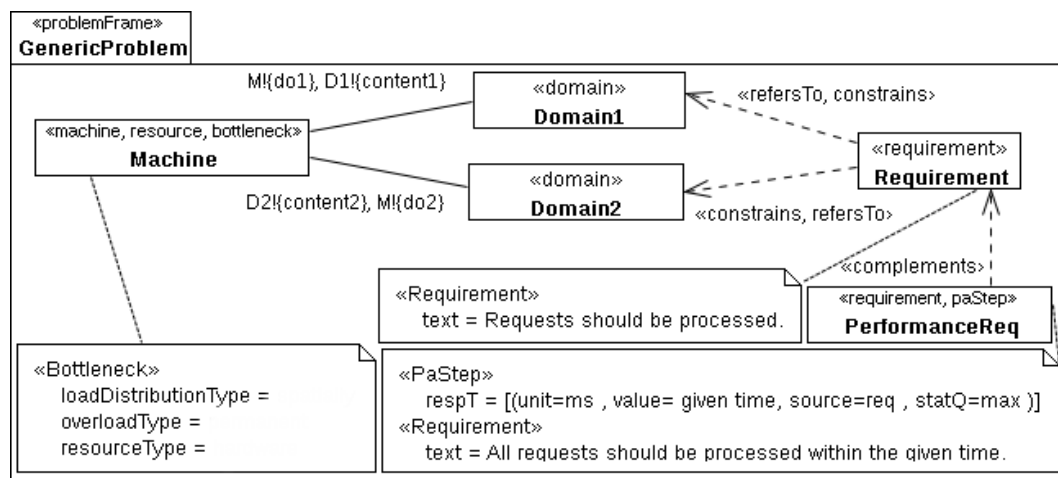 «problemFrame»
GenericProblem
M!{do1}, D1!{content1}
«domain»
Domain1
«refersTo, constrains»
«machine, resource, bottleneck»
Machine
«requirement»
Requirement
«domain»
Domain2
D2!{content2}, M!{do2}
«constrains, refersTo»
«complements»
«Requirement»
text = Requests should be processed.
«requirement, paStep»
PerformanceReq
«Bottleneck»
loadDistributionType =
overloadType =
resourceType =
«PaStep»
respT = [(unit=ms , value= given time, source=req , statQ=max )]
«Requirement»
text = All requests should be processed within the given time.